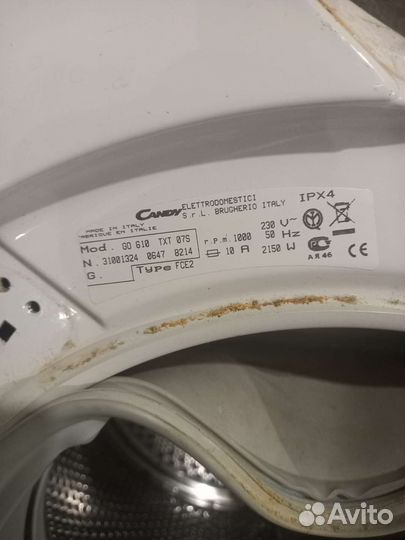 CANDY ELETTRODOMESTICI
S.r.L. BRUGHERIO ITALY
IPX4
MADE IN ITALY
FABRIQUE EN ITALIE
Mod. GO 610 TXT 07S
N. 31001324 0647 8214
G. Type FCE2
230 V~
r.p.m. 1000 50 Hz
10 A 2150 W
АЯ46
CE
Avito